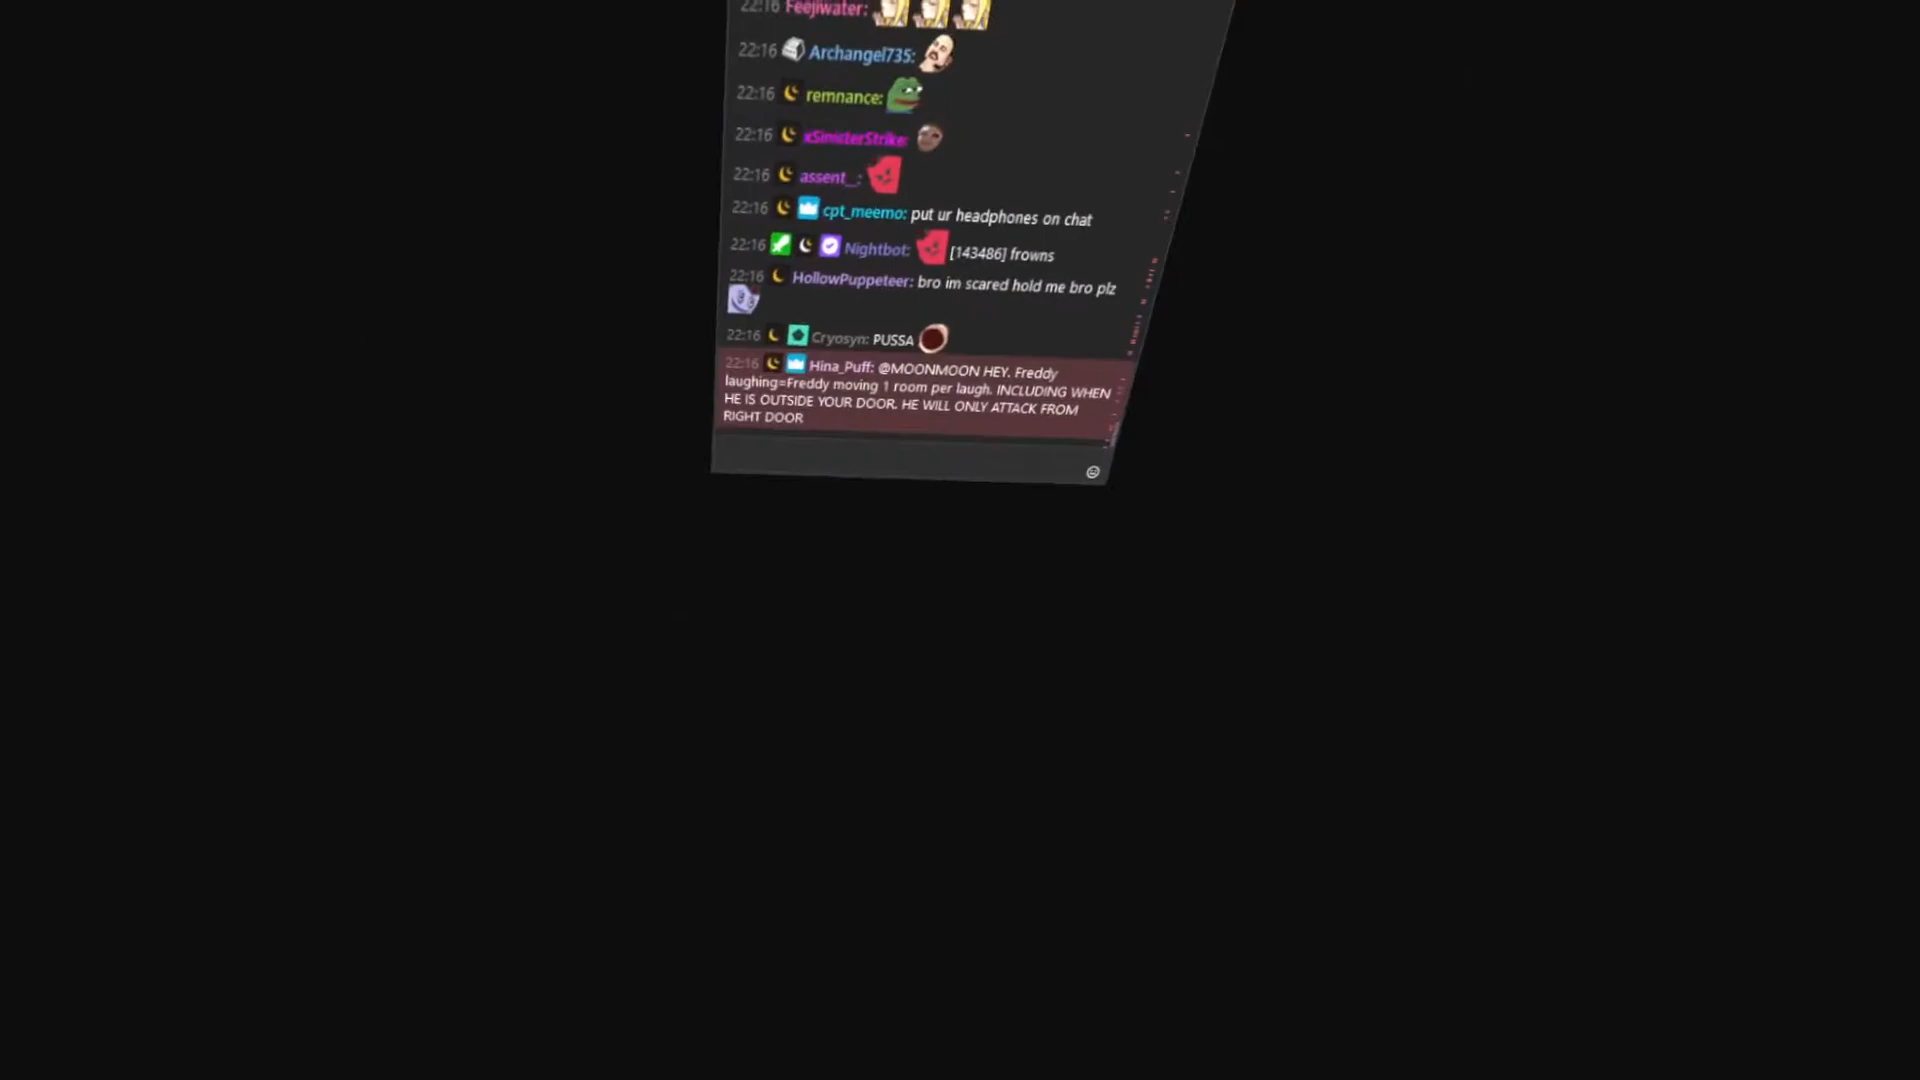 22:16 Feejiwater:
22:16 Archangel735:
22:16 remnance:
22:16 xSinisterStrike:
22:16 assent_:
22:16 cpt_meemo: put ur headphones on chat
22:16 Nightbot: [143486] frowns
22:16 HollowPuppeteer: bro im scared hold me bro plz
22:16 Cryosyn: PUSSA
22:16 Hina_Puff: @MOONMOON HEY. Freddy
laughing=Freddy moving 1 room per laugh. INCLUDING WHEN
HE IS OUTSIDE YOUR DOOR. HE WILL ONLY ATTACK FROM
RIGHT DOOR